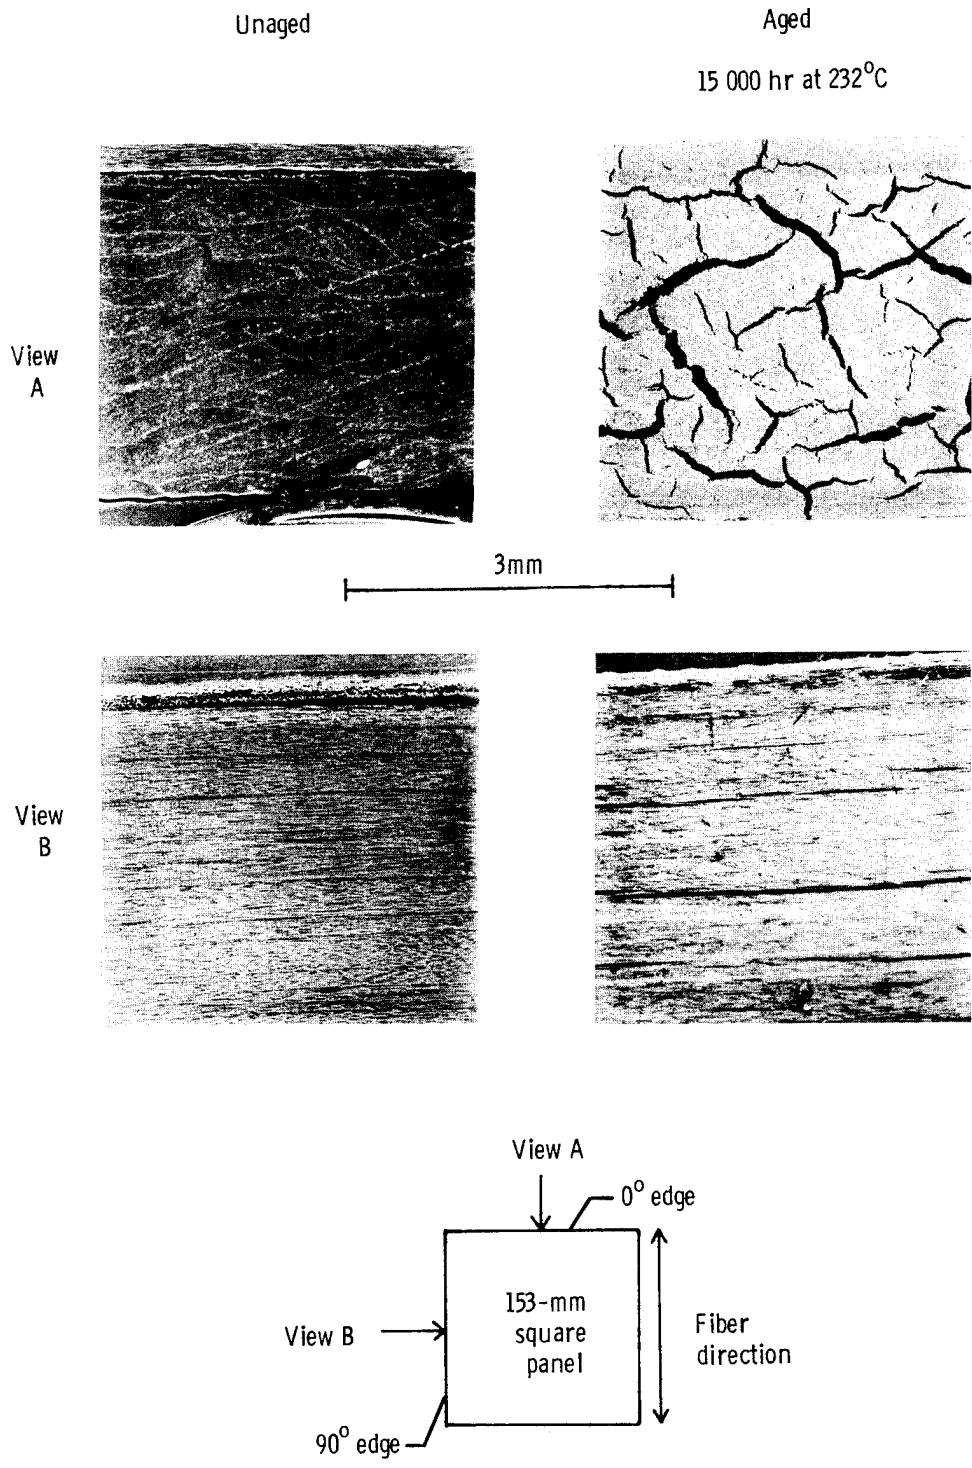 Unaged
Aged
15 000 hr at 232°C
View
A
3mm
View
B
View A
0° edge
153-mm
square
panel
View B
Fiber
direction
90° edge